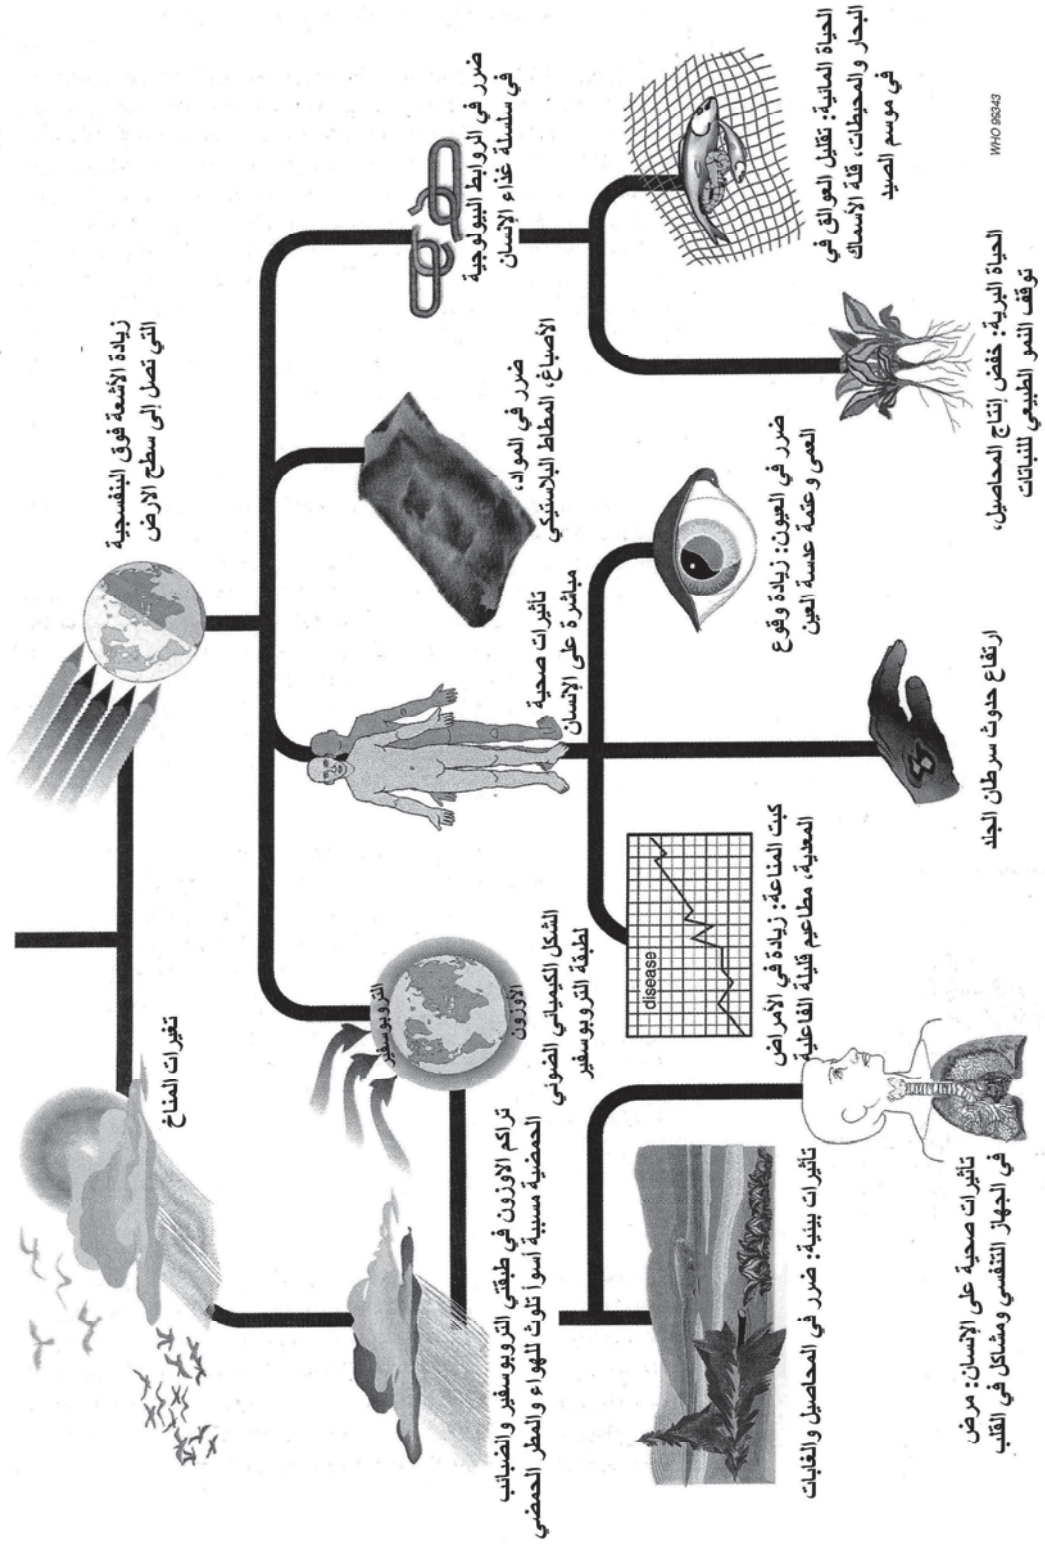 زيادة الأشعة فوق البنفسجية
التي تصل إلى سطح الارض
تغيرات المناخ
ضرر في الروابط البيولوجية
في سلسلة غذاء الإنسان
ضرر في المواد،
الأصباغ، المطاط البلاستيكي
تأثيرات صحية
مباشرة على الإنسان
التروبوسفير
الأوزون
الشكل الكيميائي الضوئي
لطبقة التروبوسفير
تراكم الاوزون في طبقتي التروبوسفير والضبائب
الحمضية مسببة أسوأ تلوث للهواء والمطر الحمضي
الحياة المائية: تقليل العوالق في
البحار والمحيطات، قلة الأسماك
في موسم الصيد
الحياة البرية: خفض إنتاج المحاصيل،
توقف النمو الطبيعي للنباتات
ضرر في العيون: زيادة وقوع
العمى وعتمة عدسة العين
ارتفاع حدوث سرطان الجلد
disease
كبت المناعة: زيادة في الأمراض
المعدية، مطاعيم قليلة الفاعلية
تأثيرات بيئية: ضرر في المحاصيل والغابات
تأثيرات صحية على الإنسان: مرض
في الجهاز التنفسي ومشاكل في القلب
WHO 99343